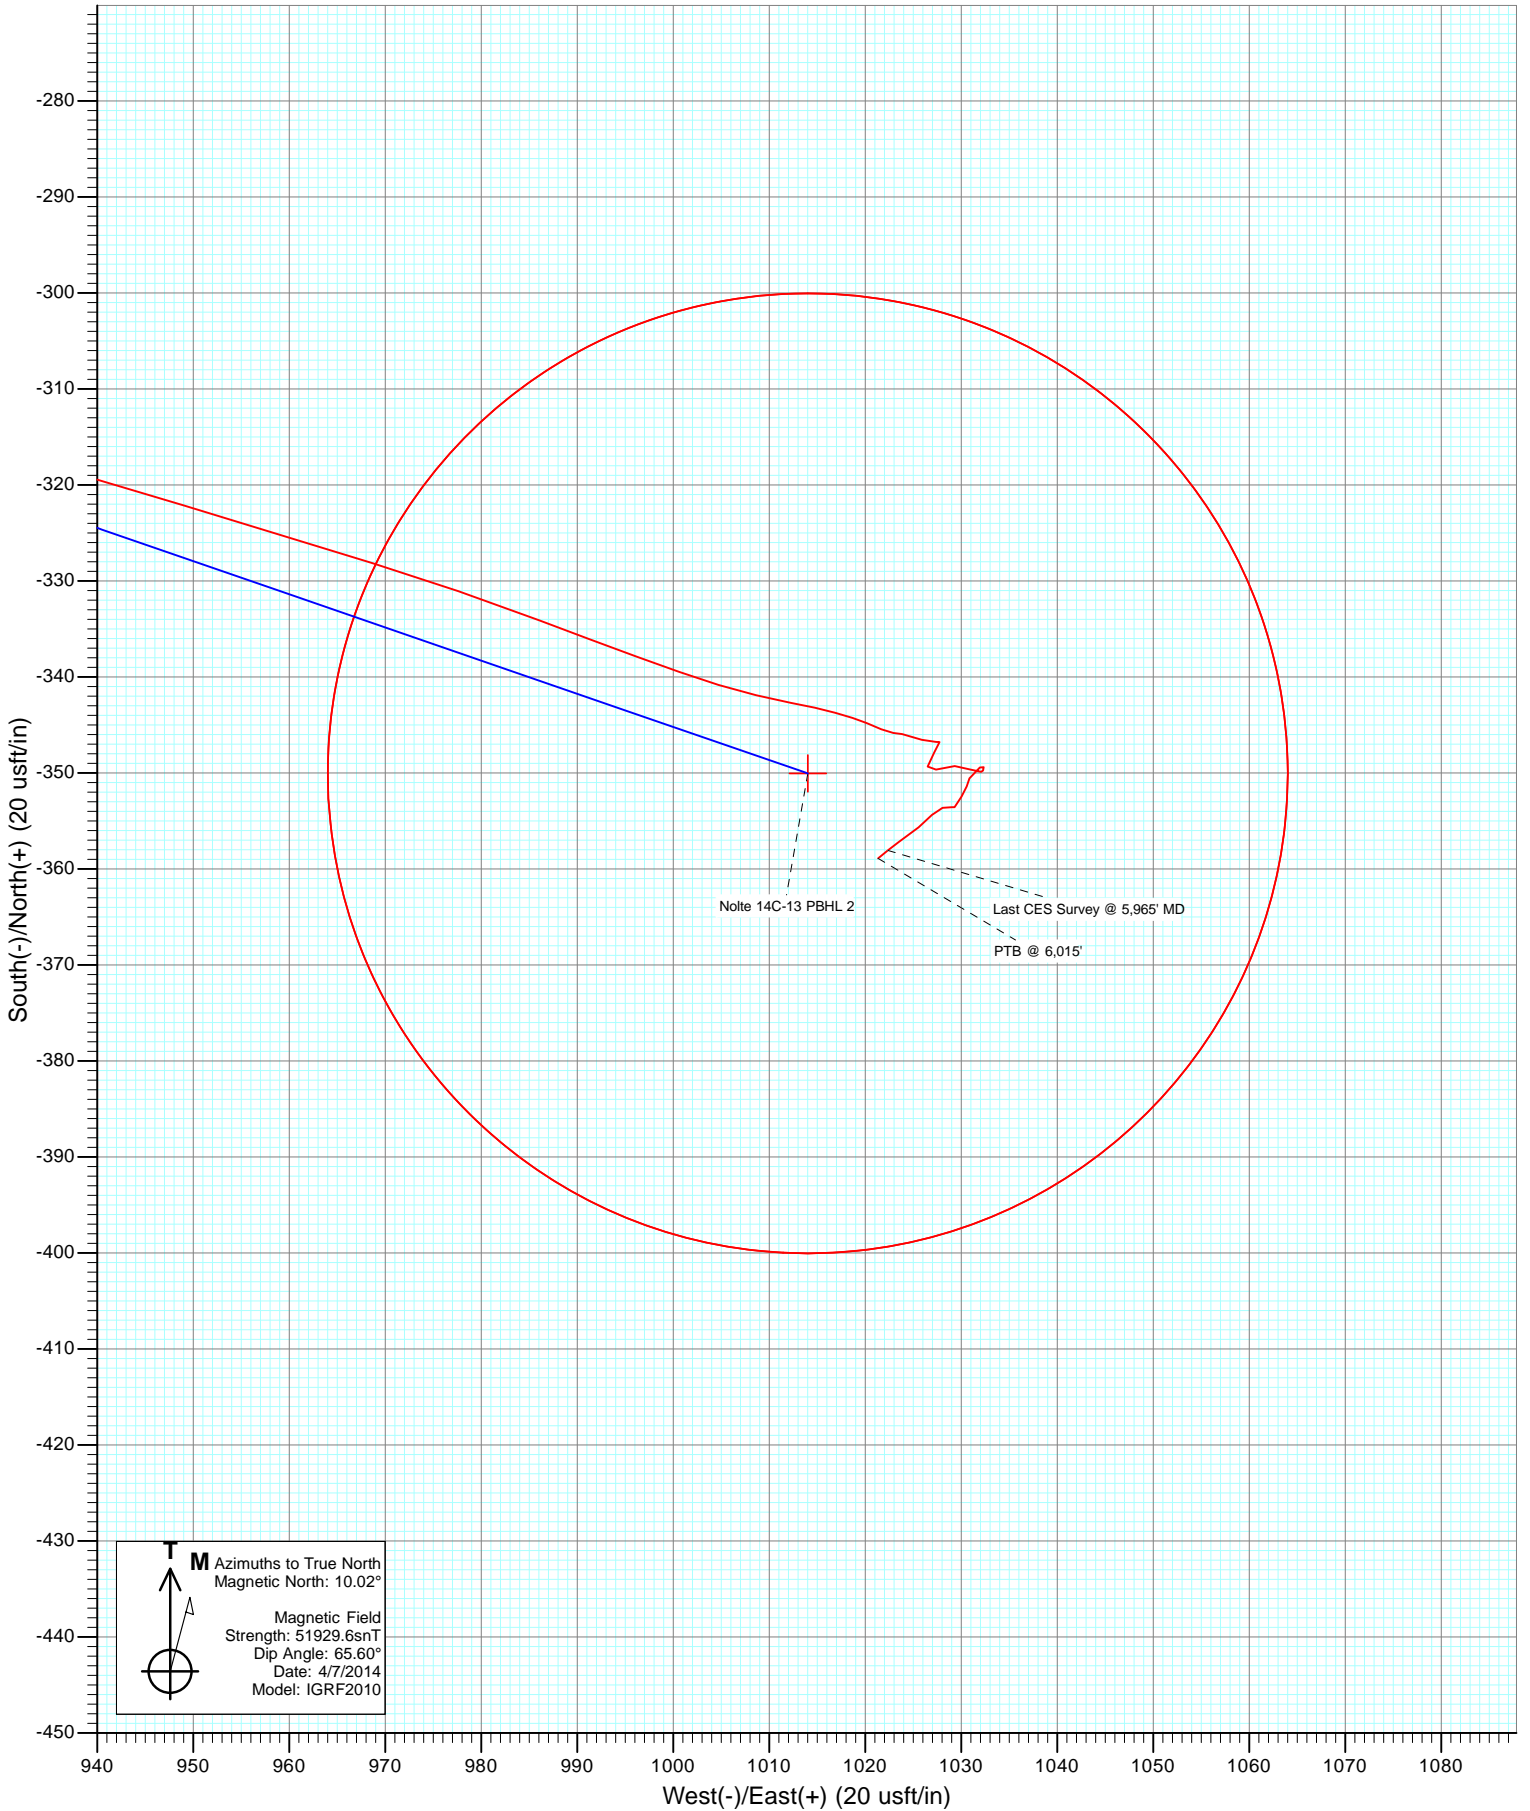 -280
-290
-300
-310
-320
-330
-340
-350
-360
-370
-380
-390
-400
-410
-420
-430
-440
-450
South(-)/North(+) (20 usft/in)
Nolte 14C-13 PBHL 2
Last CES Survey @ 5,965' MD
PTB @ 6,015'
T
M
Azimuths to True North
Magnetic North: 10.02°
Magnetic Field
Strength: 51929.6snT
Dip Angle: 65.60°
Date: 4/7/2014
Model: IGRF2010
940 950 960 970 980 990 1000 1010 1020 1030 1040 1050 1060 1070 1080
West(-)/East(+) (20 usft/in)